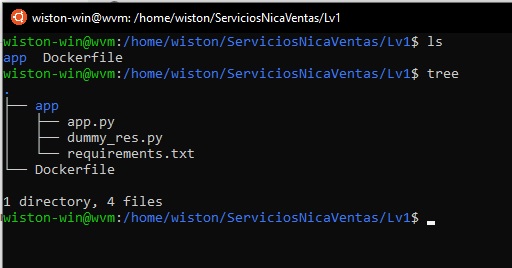 wiston-win@wvm: /home/wiston/ServiciosNicaVentas/Lv1
wiston-win@wvm:/home/wiston/ServiciosNicaVentas/Lv1$ ls
app  Dockerfile
wiston-win@wvm:/home/wiston/ServiciosNicaVentas/Lv1$ tree
.
├── app
│   ├── app.py
│   ├── dummy_res.py
│   └── requirements.txt
└── Dockerfile
1 directory, 4 files
wiston-win@wvm:/home/wiston/ServiciosNicaVentas/Lv1$